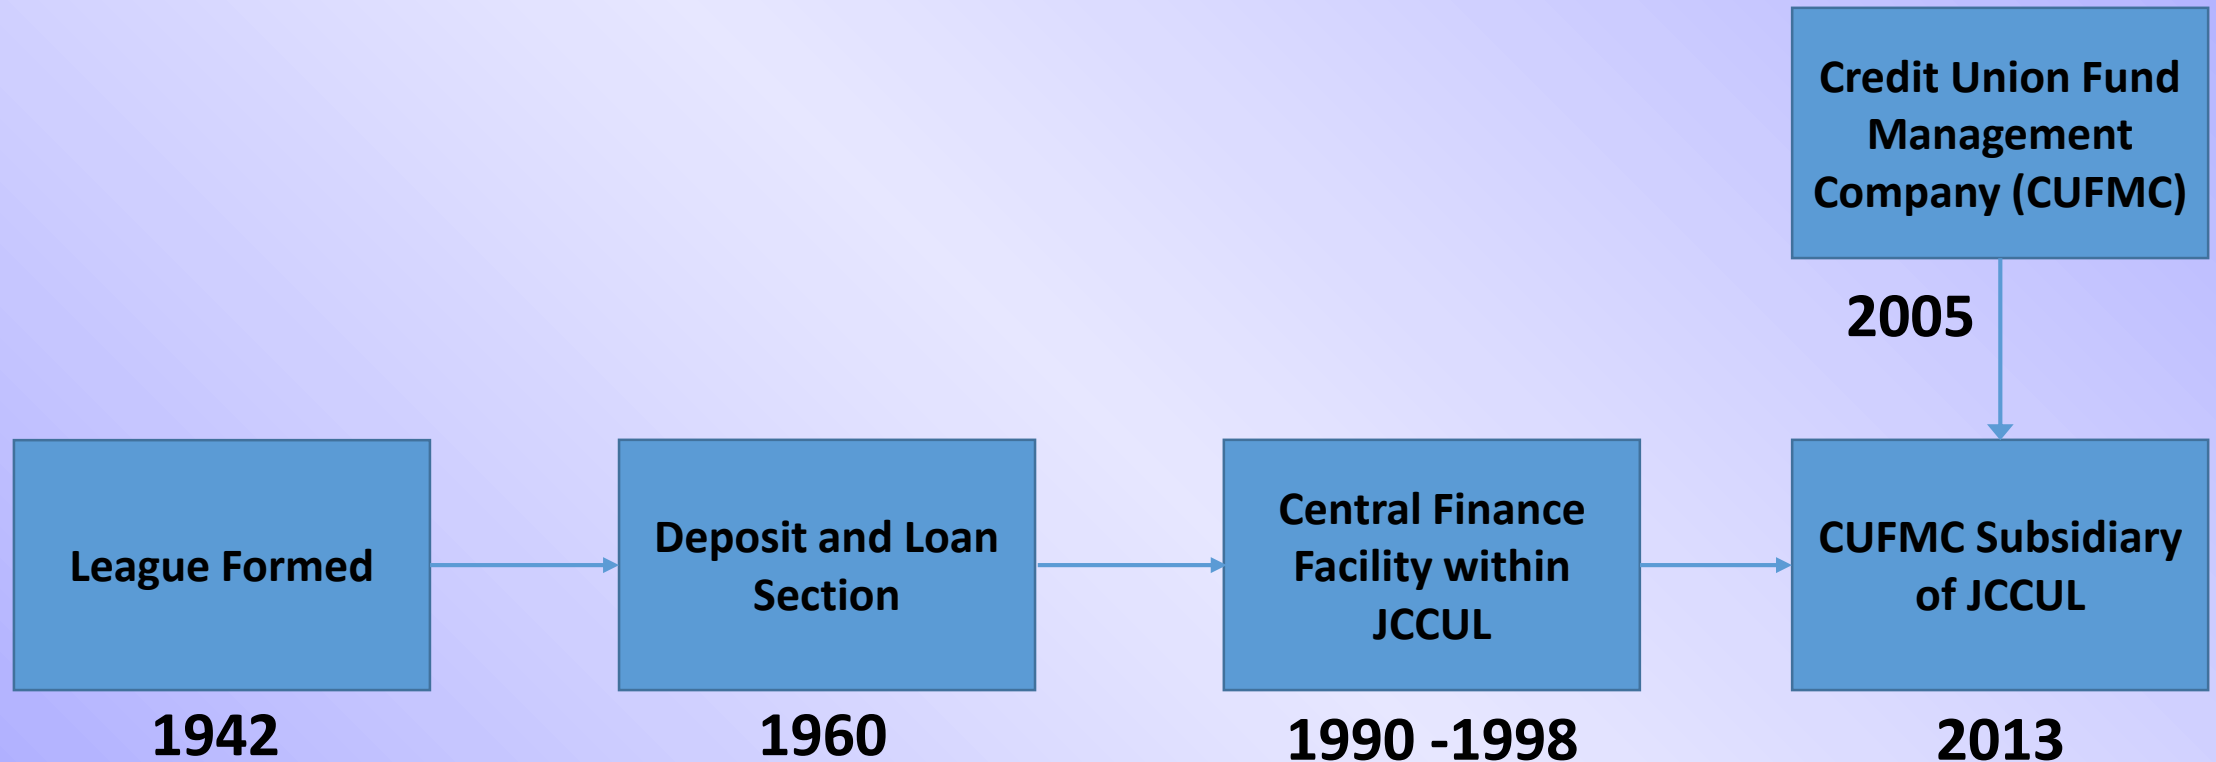 Credit Union Fund
Management
Company (CUFMC)
2005
League Formed
1942
Deposit and Loan
Section
1960
Central Finance
Facility within
JCCUL
1990 -1998
CUFMC Subsidiary
of JCCUL
2013